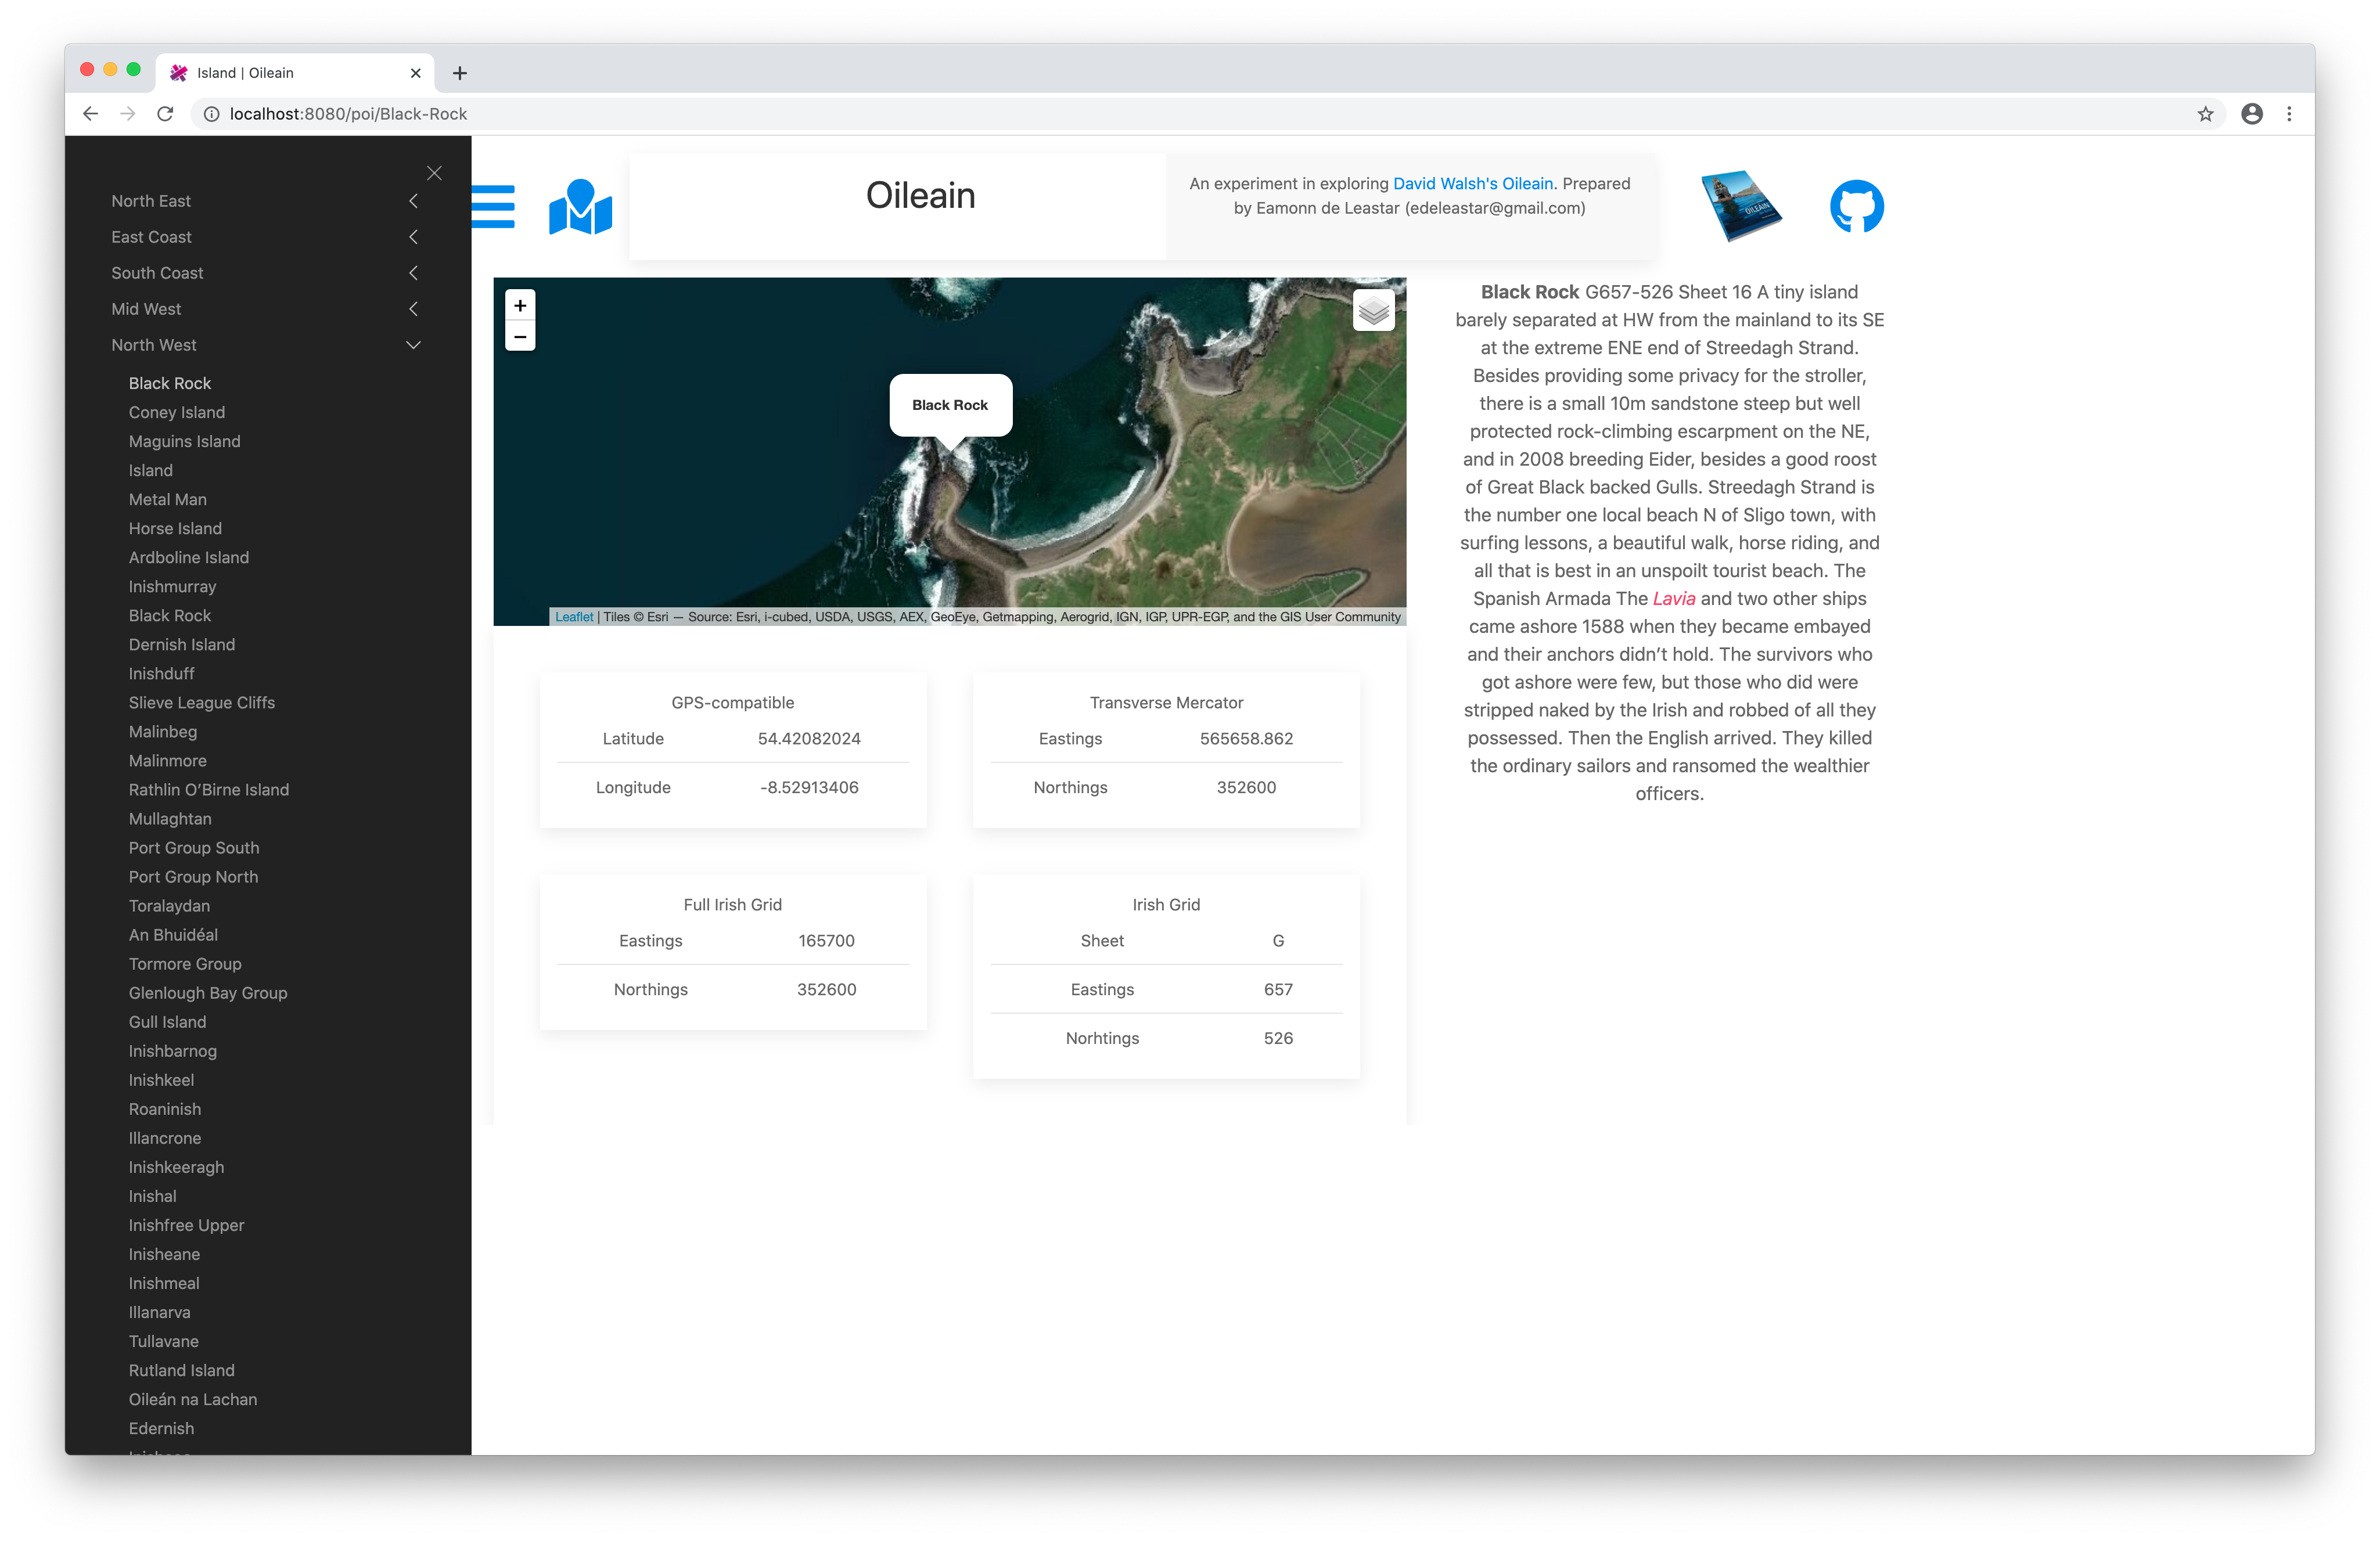 Island | Oileain
localhost:8080/poi/Black-Rock
North East
East Coast
South Coast
Mid West
North West
Black Rock
Coney Island
Maguins Island
Island
Metal Man
Horse Island
Ardboline Island
Inishmurray
Black Rock
Dernish Island
Inishduff
Slieve League Cliffs
Malinbeg
Malinmore
Rathlin O’Birne Island
Mullaghtan
Port Group South
Port Group North
Toralaydan
An Bhuidéal
Tormore Group
Glenlough Bay Group
Gull Island
Inishbarnog
Inishkeel
Roaninish
Illancrone
Inishkeeragh
Inishal
Inishfree Upper
Inisheane
Inishmeal
Illanarva
Tullavane
Rutland Island
Oileán na Lachan
Edernish
Oileain
An experiment in exploring David Walsh's Oileain. Prepared
by Eamonn de Leastar (edeleastar@gmail.com)
OILEÁIN
+
−
Black Rock
Leaflet | Tiles © Esri — Source: Esri, i-cubed, USDA, USGS, AEX, GeoEye, Getmapping, Aerogrid, IGN, IGP, UPR-EGP, and the GIS User Community
GPS-compatible
Latitude 54.42082024
Longitude -8.52913406
Transverse Mercator
Eastings 565658.862
Northings 352600
Full Irish Grid
Eastings 165700
Northings 352600
Irish Grid
Sheet G
Eastings 657
Norhtings 526
Black Rock G657-526 Sheet 16 A tiny island
barely separated at HW from the mainland to its SE
at the extreme ENE end of Streedagh Strand.
Besides providing some privacy for the stroller,
there is a small 10m sandstone steep but well
protected rock-climbing escarpment on the NE,
and in 2008 breeding Eider, besides a good roost
of Great Black backed Gulls. Streedagh Strand is
the number one local beach N of Sligo town, with
surfing lessons, a beautiful walk, horse riding, and
all that is best in an unspoilt tourist beach. The
Spanish Armada The Lavia and two other ships
came ashore 1588 when they became embayed
and their anchors didn’t hold. The survivors who
got ashore were few, but those who did were
stripped naked by the Irish and robbed of all they
possessed. Then the English arrived. They killed
the ordinary sailors and ransomed the wealthier
officers.